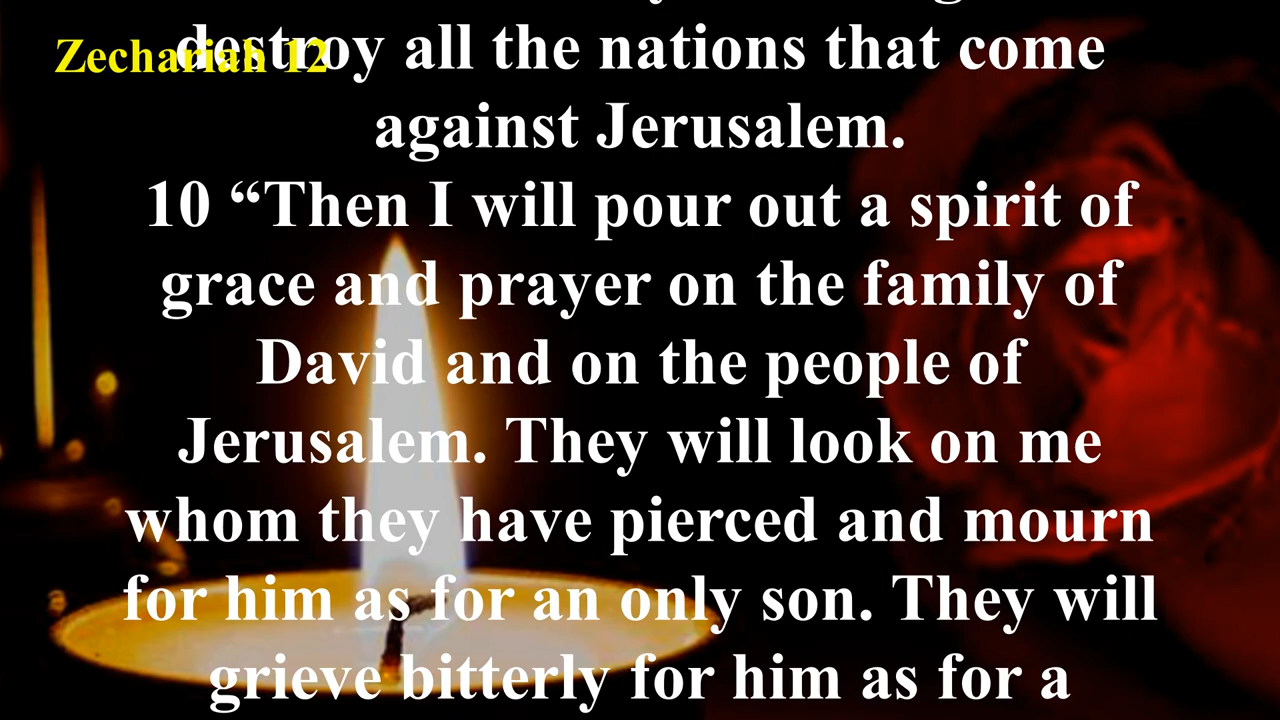 Zechariah 12
destroy all the nations that come
against Jerusalem.
10 “Then I will pour out a spirit of
grace and prayer on the family of
David and on the people of
Jerusalem. They will look on me
whom they have pierced and mourn
for him as for an only son. They will
grieve bitterly for him as for a